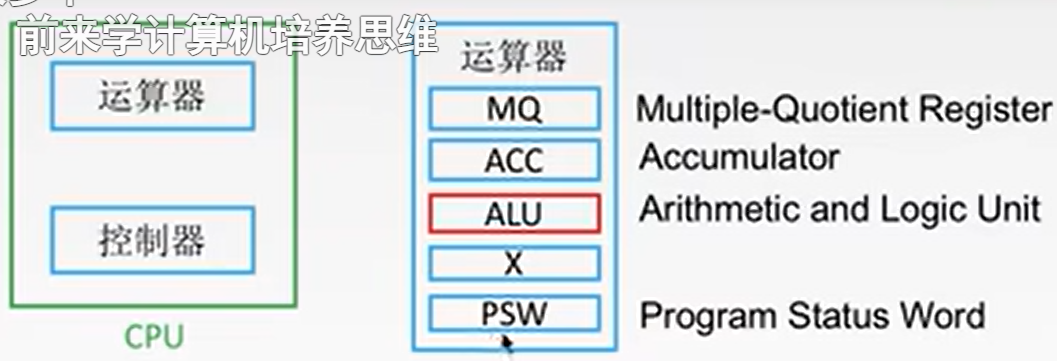 前来学计算机培养思维
运算器
控制器
CPU
运算器
MQ Multiple-Quotient Register
ACC Accumulator
ALU Arithmetic and Logic Unit
X
PSW Program Status Word